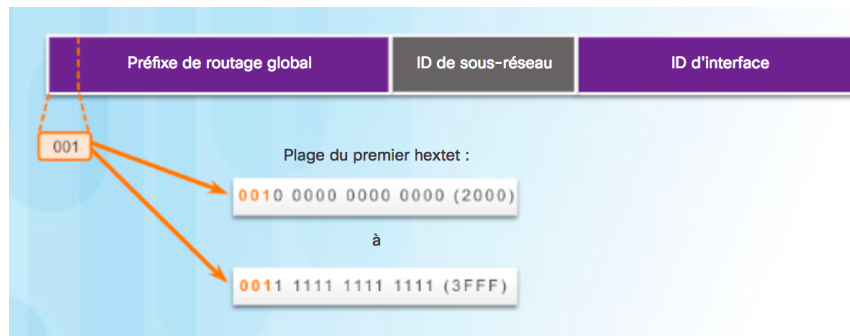 Préfixe de routage global
ID de sous-réseau
ID d'interface
001
Plage du premier hextet :
0010 0000 0000 0000 (2000)
à
0011 1111 1111 1111 (3FFF)